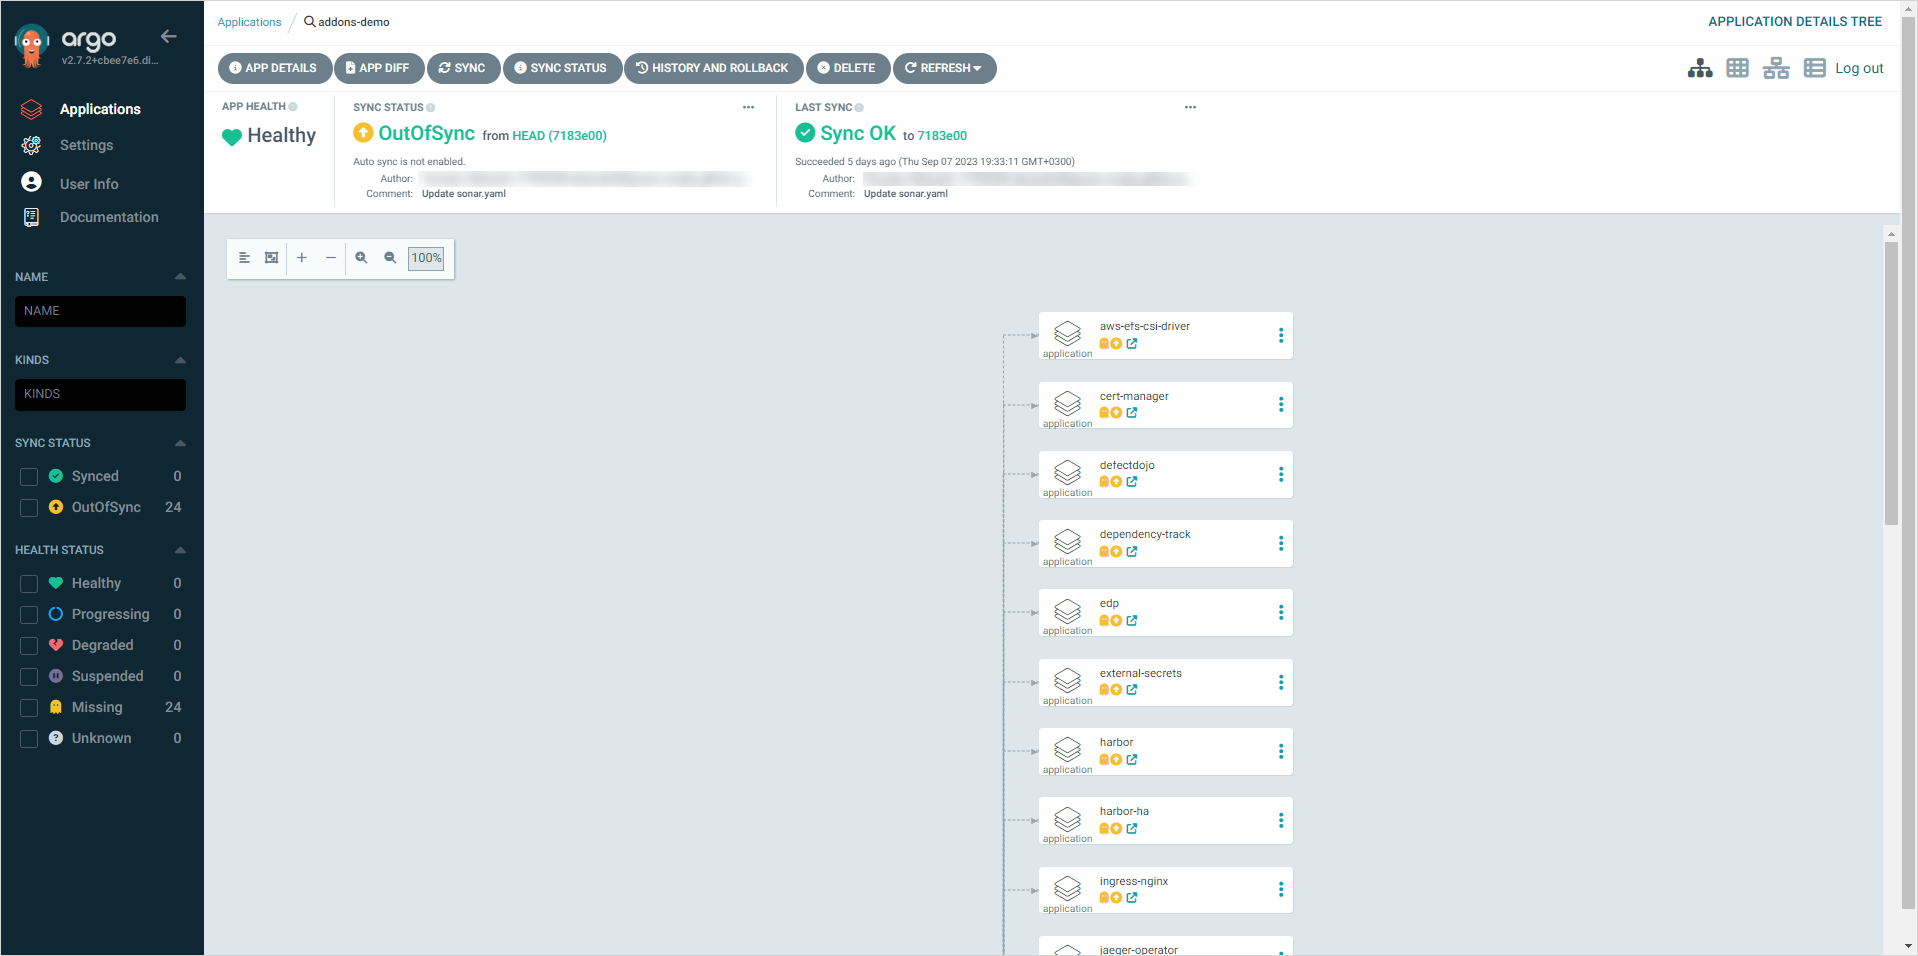 Applications / addons-demo
APPLICATION DETAILS TREE
argo
v2.7.2+cbee7e6.di...
APP DETAILS
APP DIFF
SYNC
SYNC STATUS
HISTORY AND ROLLBACK
DELETE
REFRESH
Log out
Applications
Settings
User Info
Documentation
APP HEALTH
Healthy
SYNC STATUS
OutOfSync from HEAD (7183e00)
Auto sync is not enabled.
Author:
Comment: Update sonar.yaml
LAST SYNC
Sync OK to 7183e00
Succeeded 5 days ago (Thu Sep 07 2023 19:33:11 GMT+0300)
Author:
Comment: Update sonar.yaml
NAME
NAME
KINDS
KINDS
SYNC STATUS
Synced 0
OutOfSync 24
HEALTH STATUS
Healthy 0
Progressing 0
Degraded 0
Suspended 0
Missing 24
Unknown 0
100%
aws-efs-csi-driver
application
cert-manager
application
defectdojo
application
dependency-track
application
edp
application
external-secrets
application
harbor
application
harbor-ha
application
ingress-nginx
application
jaeger-operator